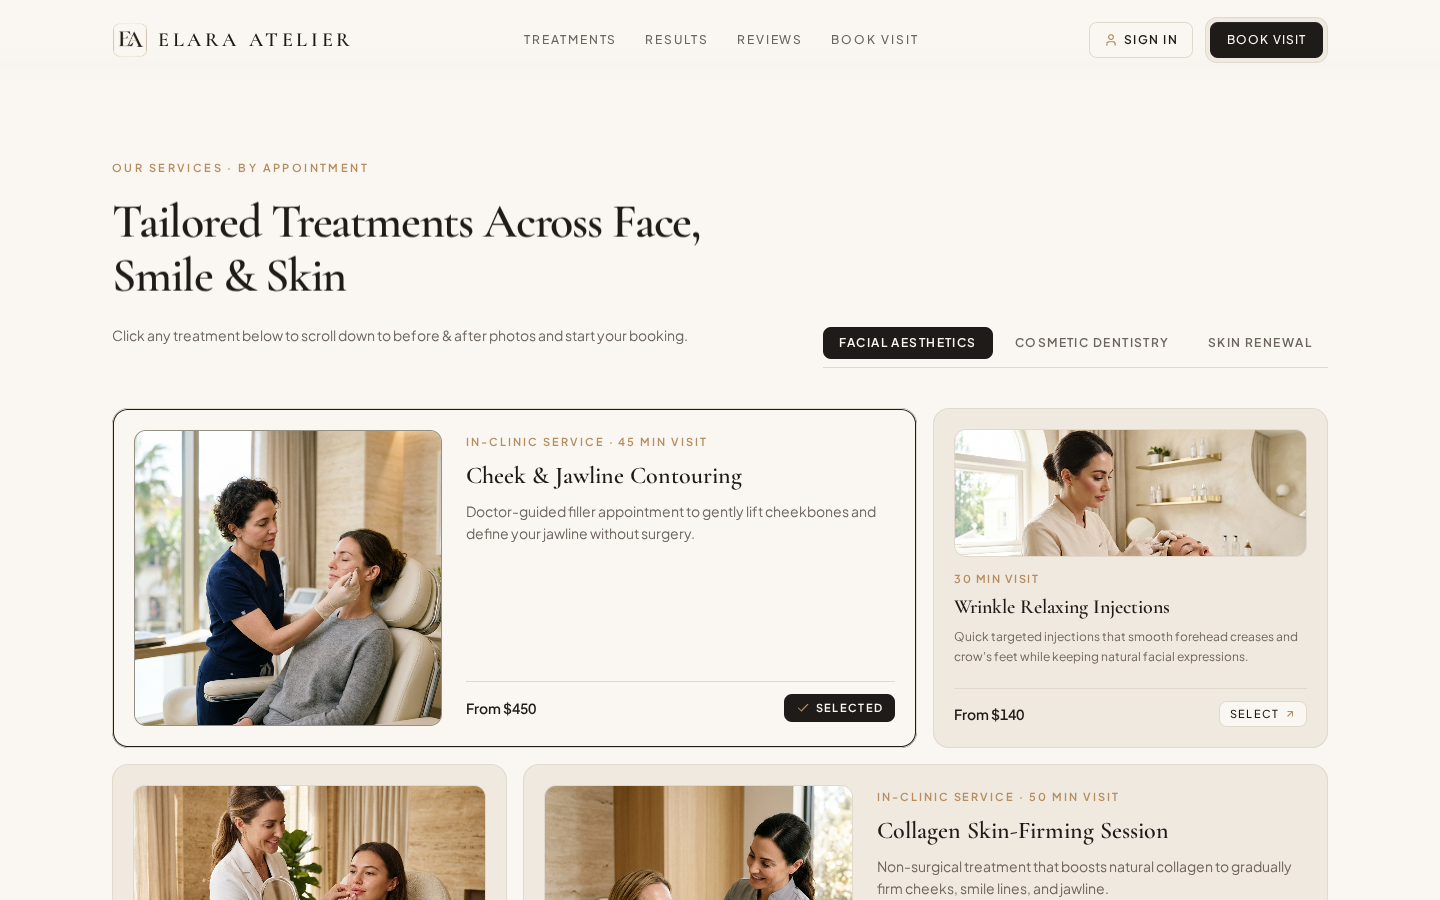 EA ELARA ATELIER
TREATMENTS RESULTS REVIEWS BOOK VISIT
SIGN IN
BOOK VISIT
OUR SERVICES · BY APPOINTMENT
Tailored Treatments Across Face,
Smile & Skin
Click any treatment below to scroll down to before & after photos and start your booking.
FACIAL AESTHETICS COSMETIC DENTISTRY SKIN RENEWAL
IN-CLINIC SERVICE · 45 MIN VISIT
Cheek & Jawline Contouring
Doctor-guided filler appointment to gently lift cheekbones and
define your jawline without surgery.
From $450
SELECTED
30 MIN VISIT
Wrinkle Relaxing Injections
Quick targeted injections that smooth forehead creases and
crow's feet while keeping natural facial expressions.
From $140
SELECT
IN-CLINIC SERVICE · 50 MIN VISIT
Collagen Skin-Firming Session
Non-surgical treatment that boosts natural collagen to gradually
firm cheeks, smile lines, and jawline.